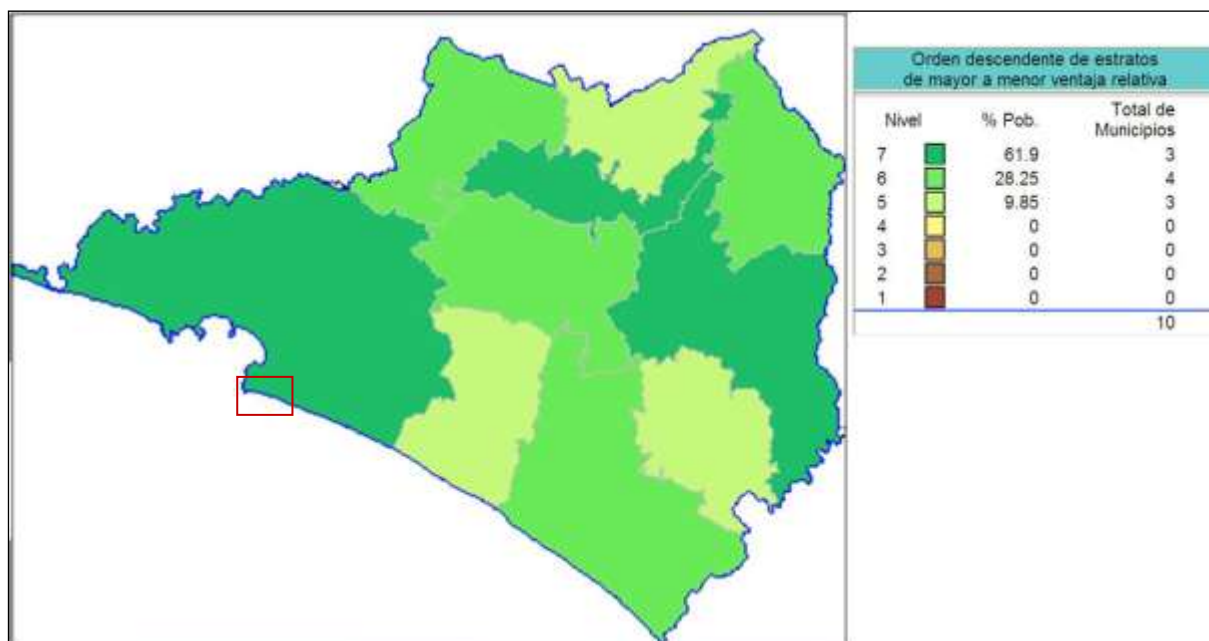 Orden descendente de estratos
de mayor a menor ventaja relativa
Nivel % Pob. Total de
Municipios
7 61.9 3
6 28.25 4
5 9.85 3
4 0 0
3 0 0
2 0 0
1 0 0
10